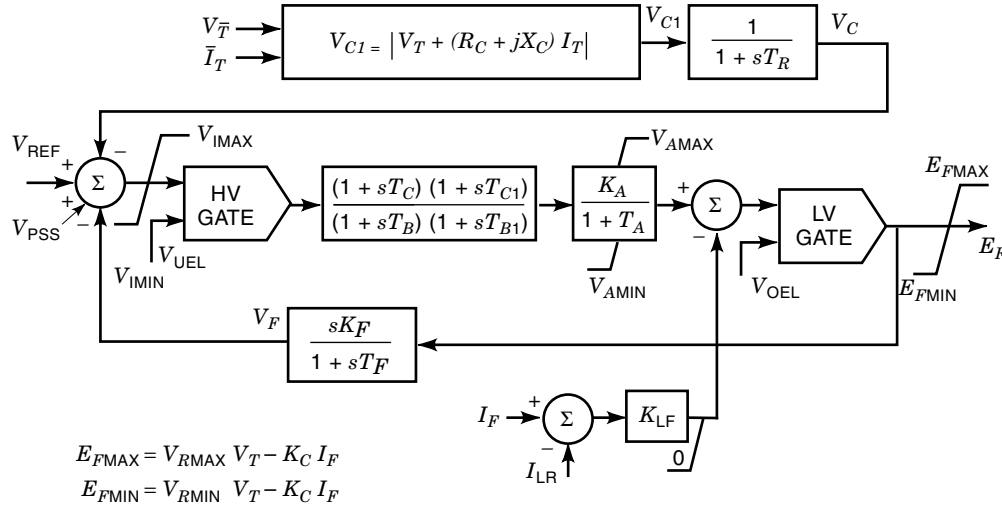 V_T̄
Ī_T
V_C1 = |V_T + (R_C + jX_C) I_T|
V_C1
1
1 + sT_R
V_C
V_REF
+
−
+
−
Σ
V_PSS
V_IMAX
V_IMIN
V_UEL
HV
GATE
(1 + sT_C) (1 + sT_C1)
(1 + sT_B) (1 + sT_B1)
V_AMAX
K_A
1 + T_A
V_AMIN
+
−
Σ
V_OEL
LV
GATE
E_FMAX
E_FMIN
E_F
V_F
sK_F
1 + sT_F
I_F
+
−
Σ
I_LR
K_LF
0
E_FMAX = V_RMAX V_T − K_C I_F
E_FMIN = V_RMIN V_T − K_C I_F